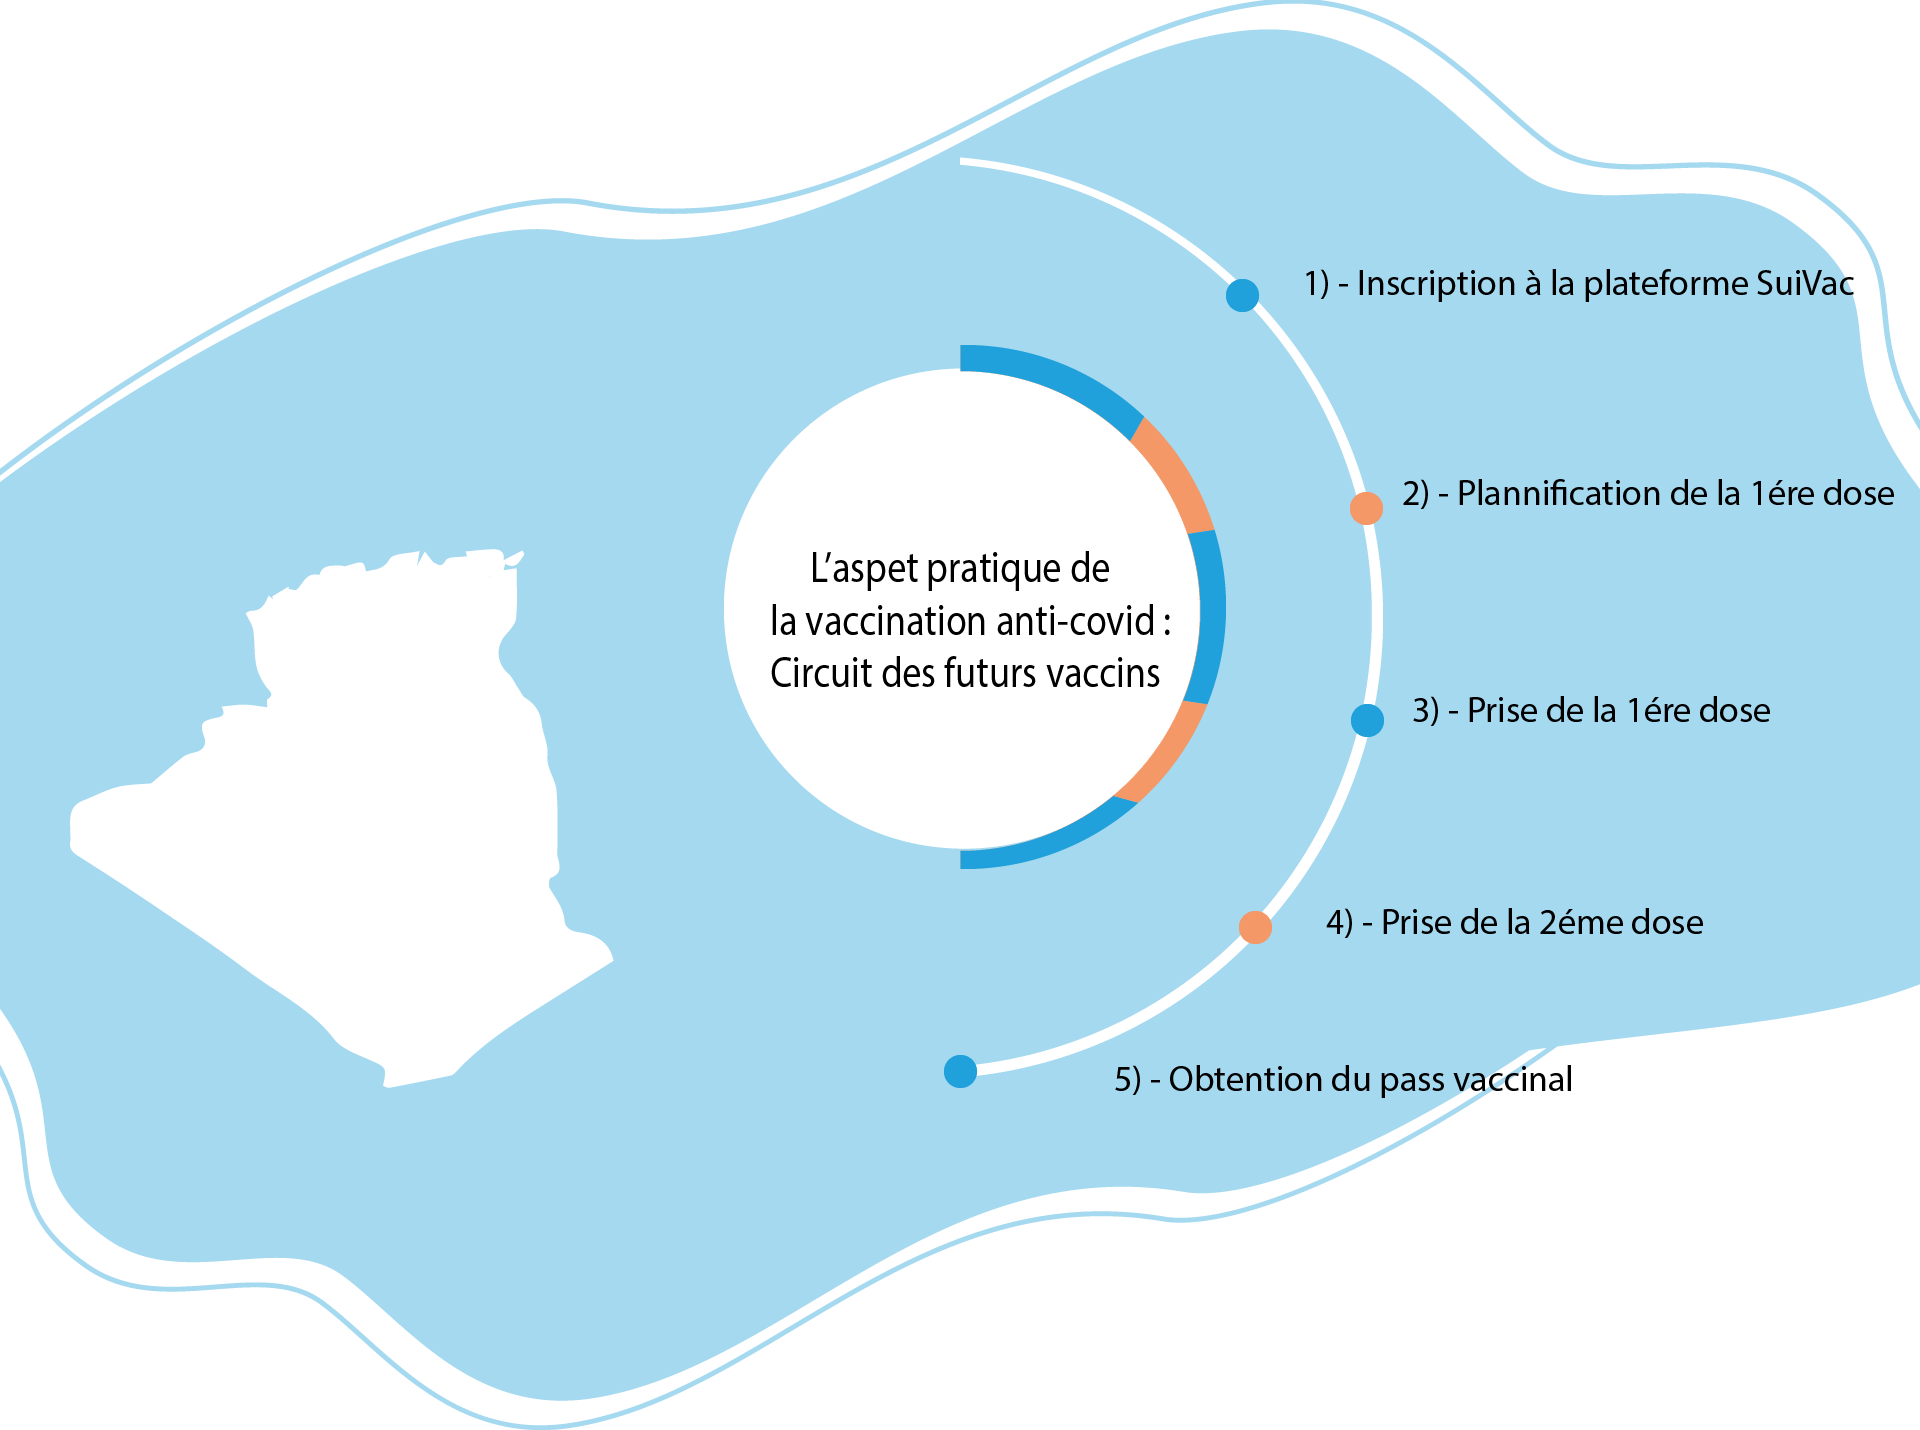 L’aspet pratique de
la vaccination anti-covid :
Circuit des futurs vaccins
1) - Inscription à la plateforme SuiVac
2) - Plannification de la 1ére dose
3) - Prise de la 1ére dose
4) - Prise de la 2éme dose
5) - Obtention du pass vaccinal